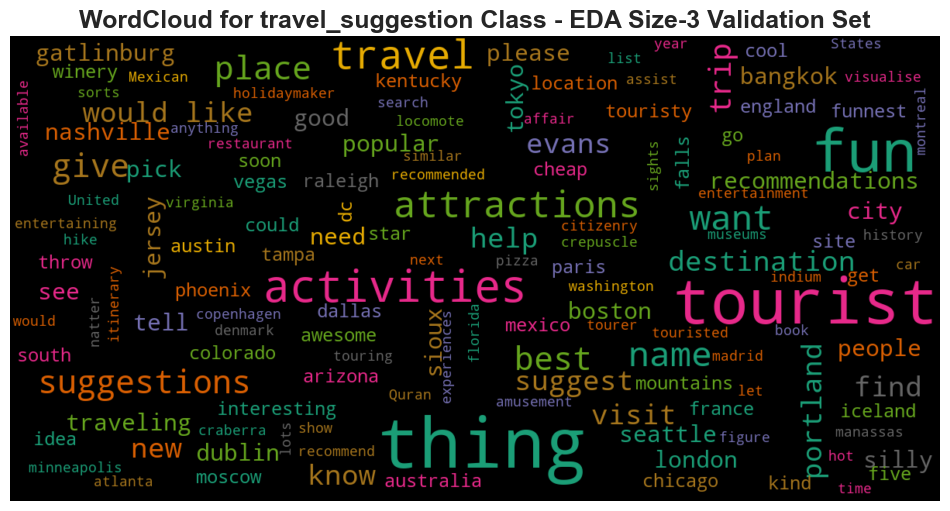 WordCloud for travel_suggestion Class - EDA Size-3 Validation Set
gatlinburg
travel
please
year
States
list
trip
cool
winery
Mexican
place
kentucky
location
assist
bangkok
visualise
sorts
holidaymaker
search
tokyo
available
would like
good
locomote
affair
touristy
england
funnest
montreal
nashville
anything
restaurant
popular
evans
go
fun
give
pick
soon
similar
cheap
sights
falls
plan
vegas
raleigh
recommended
entertainment
recommendations
United
virginia
dc
attractions
citizenry
want
city
entertaining
jersey
could
star
help
crepuscle
museums
history
hike
austin
need
site
throw
tampa
next
pizza
paris
destination
car
see
itinerary
phoenix
activities
washington
indium
get
would
natter
tell
copenhagen
dallas
sioux
experiences
florida
mexico
boston
tourer
touristed
book
tourist
denmark
awesome
south
colorado
touring
best
name
madrid
people
suggestions
arizona
Quran
suggest
mountains
let
portland
find
traveling
interesting
amusement
visit
france
iceland
idea
craberra
lots
show
thing
seattle
figure
manassas
new
dublin
recommend
london
hot
silly
minneapolis
moscow
know
australia
chicago
kind
five
atlanta
time